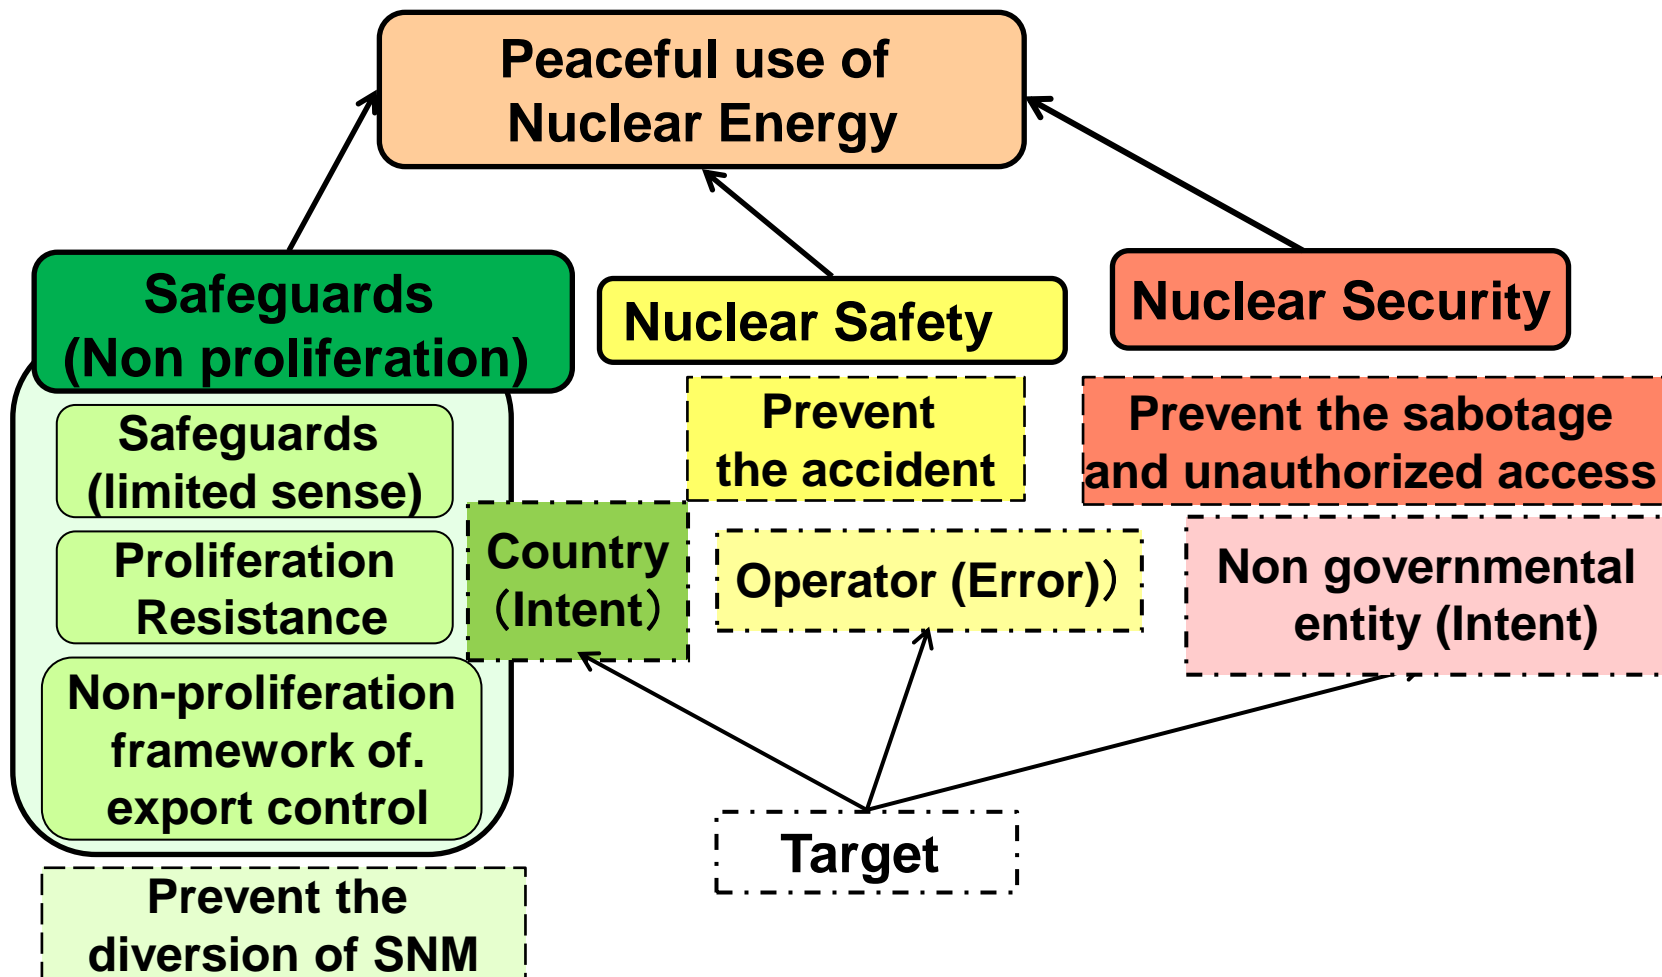 Peaceful use of
Nuclear Energy
Safeguards
(Non proliferation)
Nuclear Safety
Nuclear Security
Safeguards
(limited sense)
Proliferation
Resistance
Non-proliferation
framework of.
export control
Prevent the
diversion of SNM
Country
（Intent）
Prevent
the accident
Operator (Error)）
Prevent the sabotage
and unauthorized access
Non governmental
entity (Intent)
Target